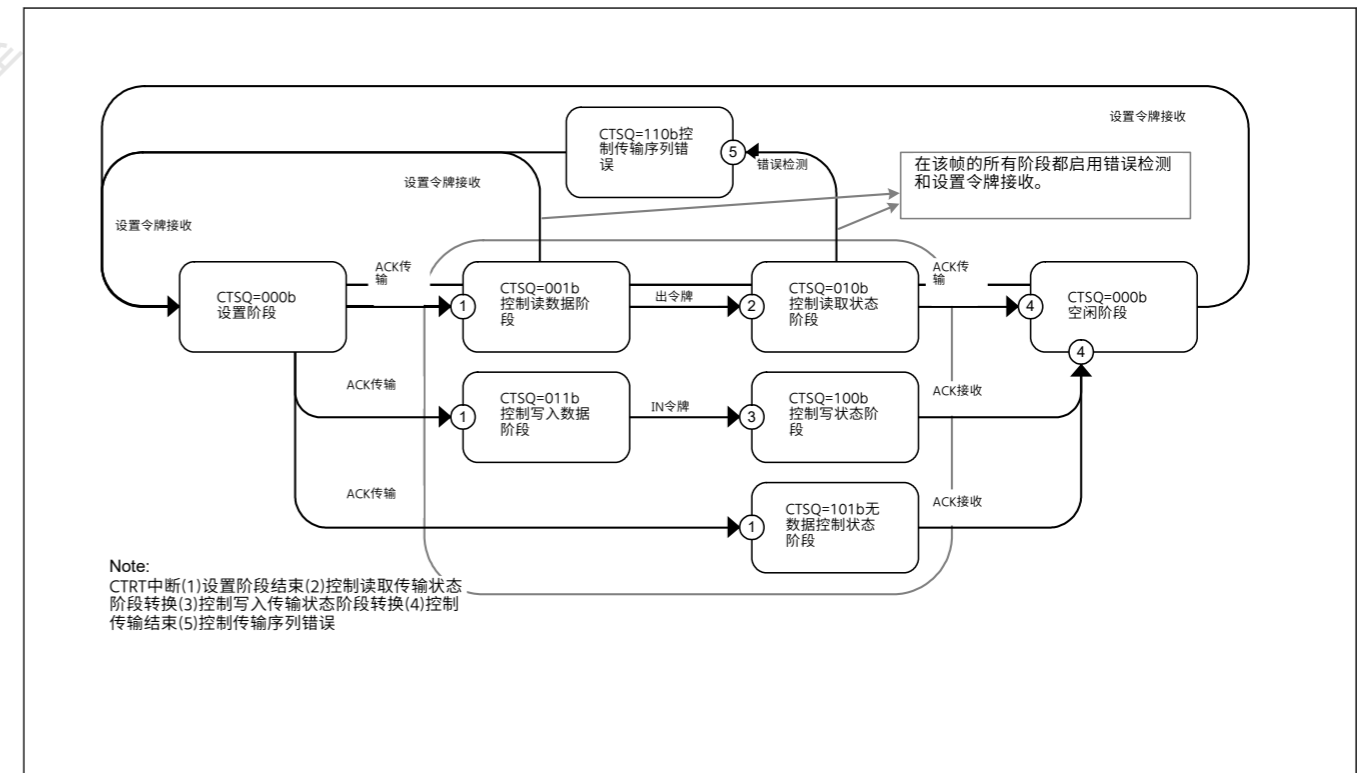 设置令牌接收
CTSQ=110b控
制传输序列错
误
5
错误检测
在该帧的所有阶段都启用错误检测
和设置令牌接收。
设置令牌接收
设置令牌接收
CTSQ=000b
设置阶段
ACK传
输
1
CTSQ=001b
控制读数据阶
段
出令牌
2
CTSQ=010b
控制读取状态
阶段
ACK传
输
4
CTSQ=000b
空闲阶段
4
ACK传输
1
CTSQ=011b
控制写入数据
阶段
IN令牌
3
CTSQ=100b
控制写状态阶
段
ACK接收
ACK传输
1
CTSQ=101b无
数据控制状态
阶段
ACK接收
Note:
CTRT中断(1)设置阶段结束(2)控制读取传输状态
阶段转换(3)控制写入传输状态阶段转换(4)控制
传输结束(5)控制传输序列错误